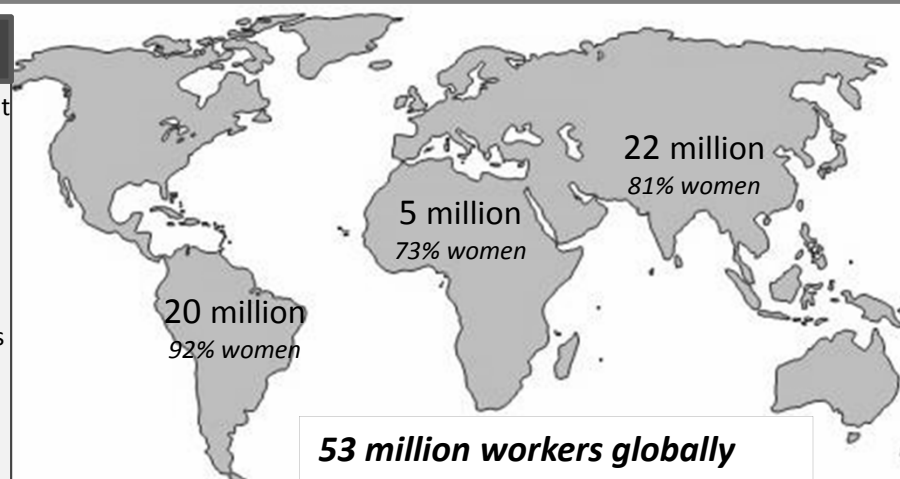 t
22 million
81% women
5 million
73% women
20 million
92% women
s
53 million workers globally